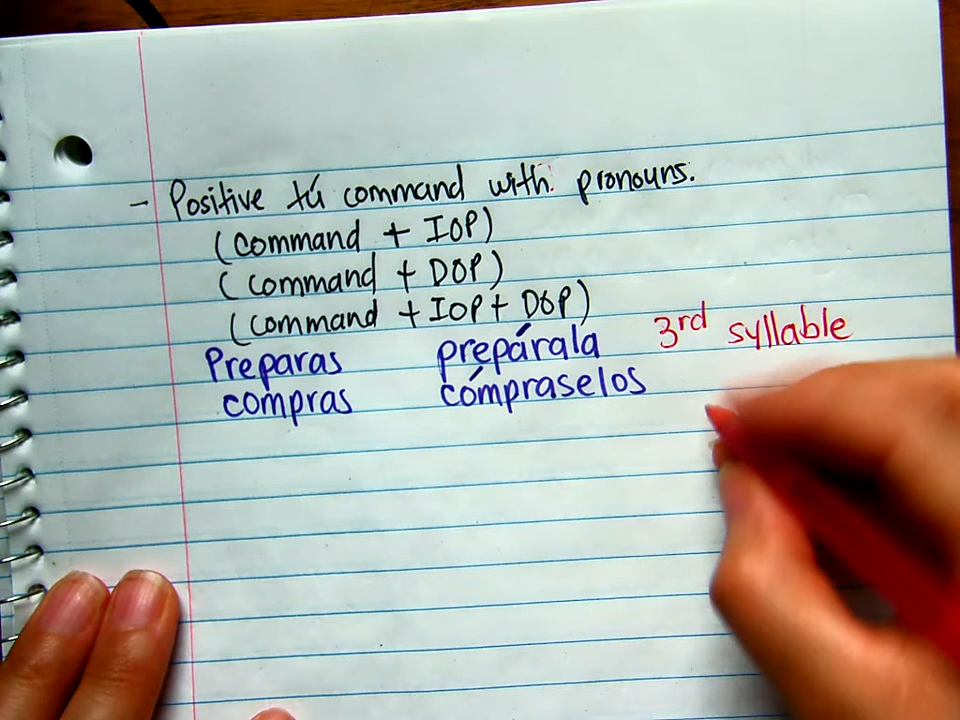 - Positive tú command with pronouns.
(command + IOP)
(command + DOP)
(command + IOP + DOP)
Preparas prepárala 3rd syllable
compras cómpraselos